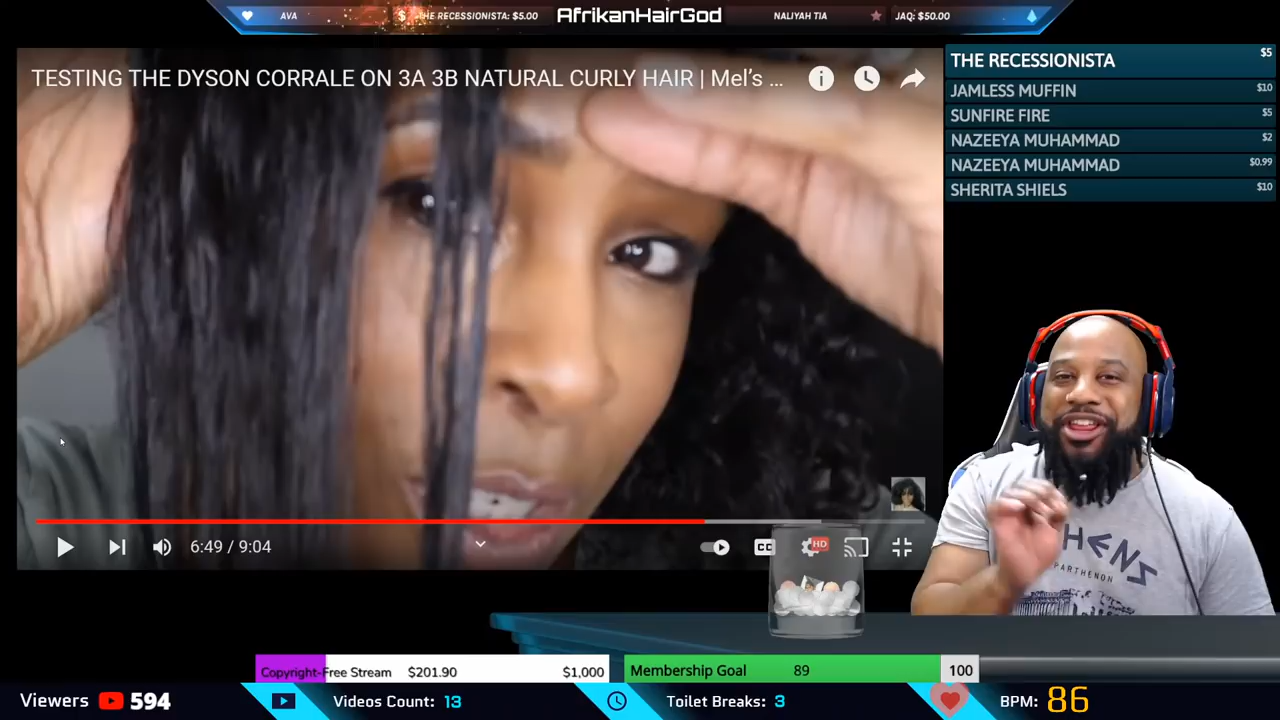 AVA
THE RECESSIONISTA: $5.00
AfrikanHairGod
NALIYAH TIA
JAQ: $50.00
TESTING THE DYSON CORRALE ON 3A 3B NATURAL CURLY HAIR | Mel's ...
THE RECESSIONISTA $5
JAMLESS MUFFIN $10
SUNFIRE FIRE $5
NAZEEYA MUHAMMAD $2
NAZEEYA MUHAMMAD $0.99
SHERITA SHIELS $10
6:49 / 9:04
CC
HD
HENS
PARTHENON
Copyright-Free Stream $201.90 $1,000
Membership Goal 89 100
Viewers 594
Videos Count: 13
Toilet Breaks: 3
BPM: 86